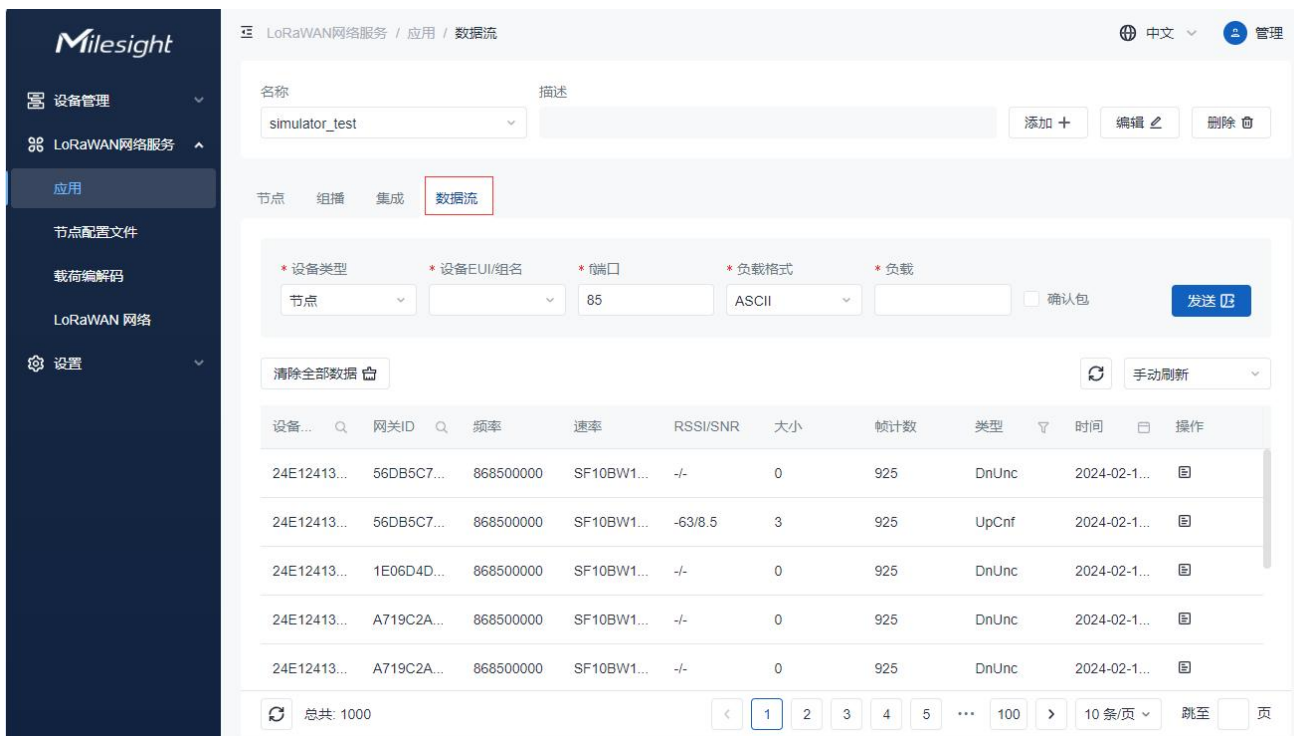 Milesight
LoRaWAN网络服务 / 应用 / 数据流
中文
管理
设备管理
LoRaWAN网络服务
应用
节点配置文件
载荷编解码
LoRaWAN 网络
设置
名称
描述
simulator_test
添加
编辑
删除
节点 组播 集成 数据流
* 设备类型 * 设备EUI/组名 * f端口 * 负载格式 * 负载
节点 85 ASCII 确认包 发送
清除全部数据
手动刷新
设备... 网关ID 频率 速率 RSSI/SNR 大小 帧计数 类型 时间 操作
24E12413... 56DB5C7... 868500000 SF10BW1... -/- 0 925 DnUnc 2024-02-1...
24E12413... 56DB5C7... 868500000 SF10BW1... -63/8.5 3 925 UpCnf 2024-02-1...
24E12413... 1E06D4D... 868500000 SF10BW1... -/- 0 925 DnUnc 2024-02-1...
24E12413... A719C2A... 868500000 SF10BW1... -/- 0 925 DnUnc 2024-02-1...
24E12413... A719C2A... 868500000 SF10BW1... -/- 0 925 DnUnc 2024-02-1...
总共: 1000
< 1 2 3 4 5 ••• 100 > 10 条/页 跳至 页